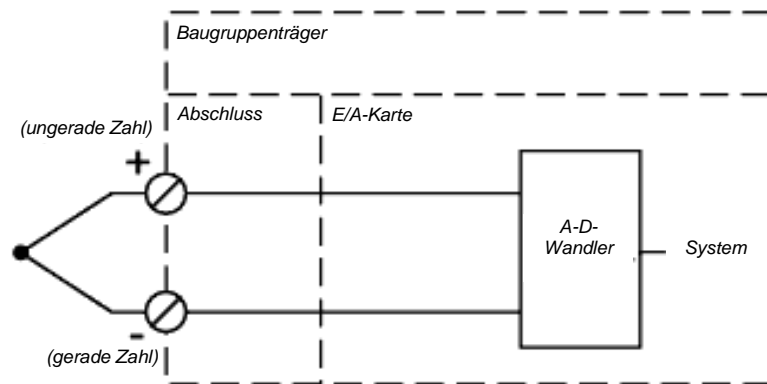 Baugruppenträger
Abschluss
E/A-Karte
(ungerade Zahl)
+
A-D-
Wandler
System
-
(gerade Zahl)